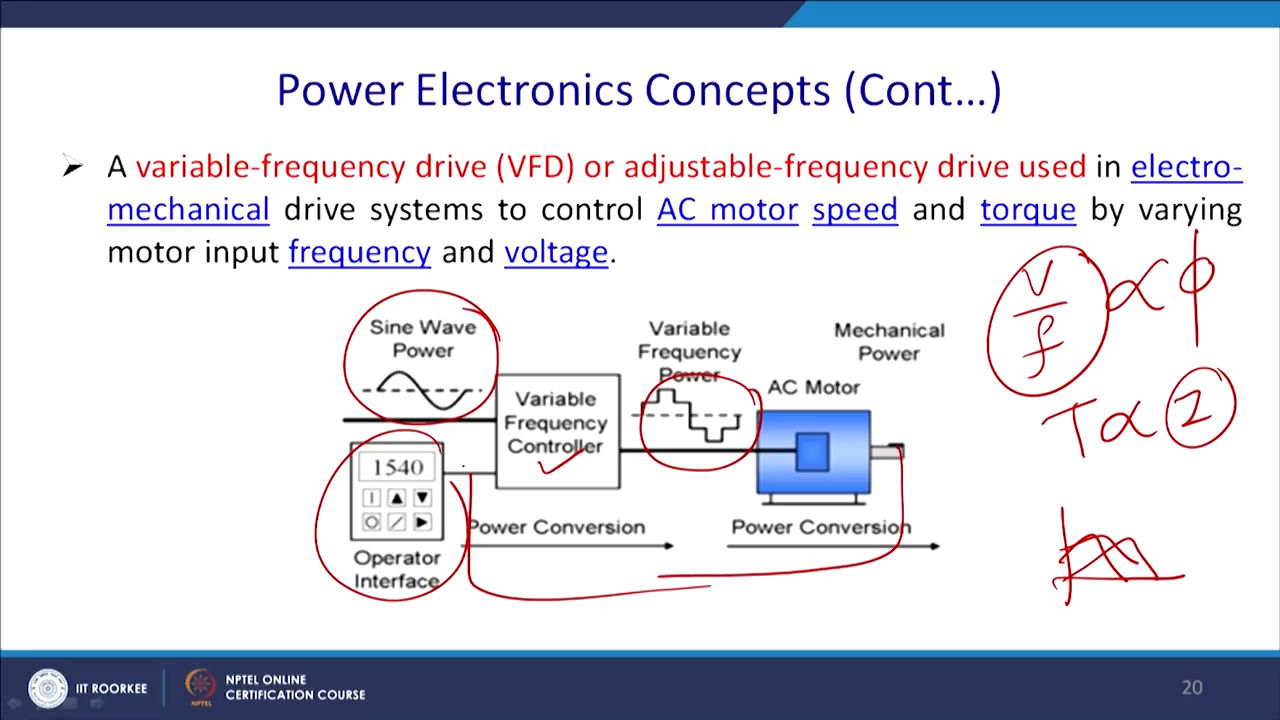 Power Electronics Concepts (Cont...)
A variable-frequency drive (VFD) or adjustable-frequency drive used in electro-
mechanical drive systems to control AC motor speed and torque by varying
motor input frequency and voltage.
Sine Wave
Power
Variable
Frequency
Power
Mechanical
Power
AC Motor
Variable
Frequency
Controller
1540
Power Conversion
Power Conversion
Operator
Interface
V
f
∝ ϕ
T ∝ I
IIT ROORKEE
NPTEL
NPTEL ONLINE
CERTIFICATION COURSE
20